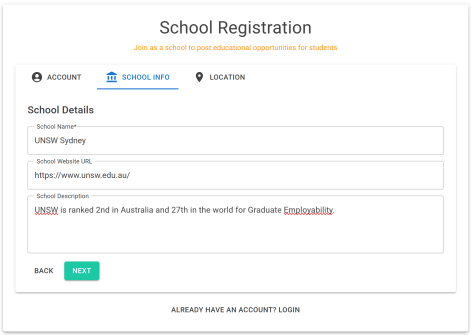 School Registration
Join as a school to post educational opportunities for students
ACCOUNT SCHOOL INFO LOCATION
School Details
School Name*
UNSW Sydney
School Website URL
https://www.unsw.edu.au/
School Description
UNSW is ranked 2nd in Australia and 27th in the world for Graduate Employability.
BACK NEXT
ALREADY HAVE AN ACCOUNT? LOGIN